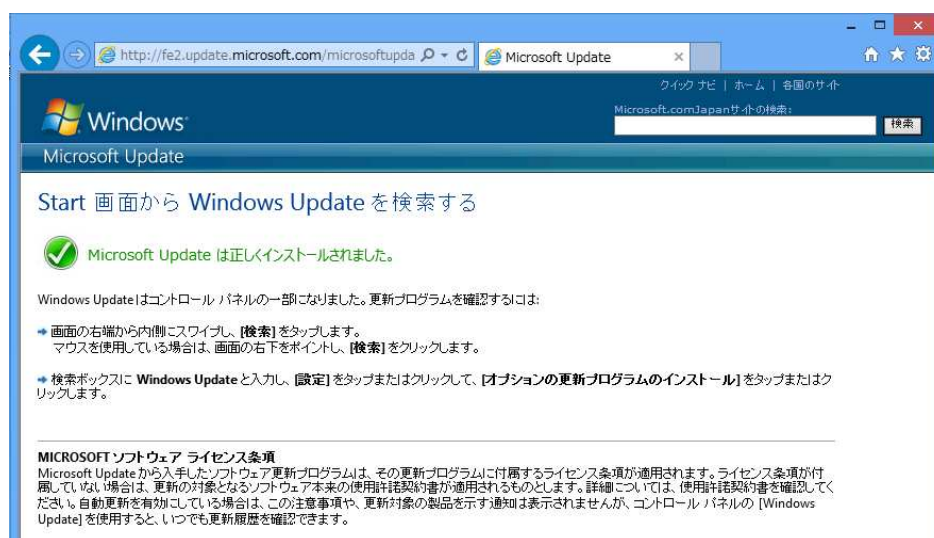 http://fe2.update.microsoft.com/microsoftupda
Microsoft Update
クイック ナビ | ホーム | 各国のサイト
Windows
Microsoft.comJapanサイトの検索:
検索
Microsoft Update
Start 画面から Windows Update を検索する
Microsoft Update は正しくインストールされました。
Windows Updateはコントロール パネルの一部になりました。更新プログラムを確認するには:
画面の右端から内側にスワイプし、[検索] をタップします。
マウスを使用している場合は、画面の右下をポイントし、[検索] をクリックします。
検索ボックスに Windows Update と入力し、[設定] をタップまたはクリックして、[オプションの更新プログラムのインストール] をタップまたはク
リックします。
MICROSOFT ソフトウェア ライセンス条項
Microsoft Update から入手したソフトウェア更新プログラムは、その更新プログラムに付属するライセンス条項が適用されます。ライセンス条項が付
属していない場合は、更新の対象となるソフトウェア本来の使用許諾契約書が適用されるものとします。詳細については、使用許諾契約書を確認してく
ださい。自動更新を有効にしている場合は、この注意事項や、更新対象の製品を示す通知は表示されませんが、コントロール パネルの [Windows
Update] を使用すると、いつでも更新履歴を確認できます。